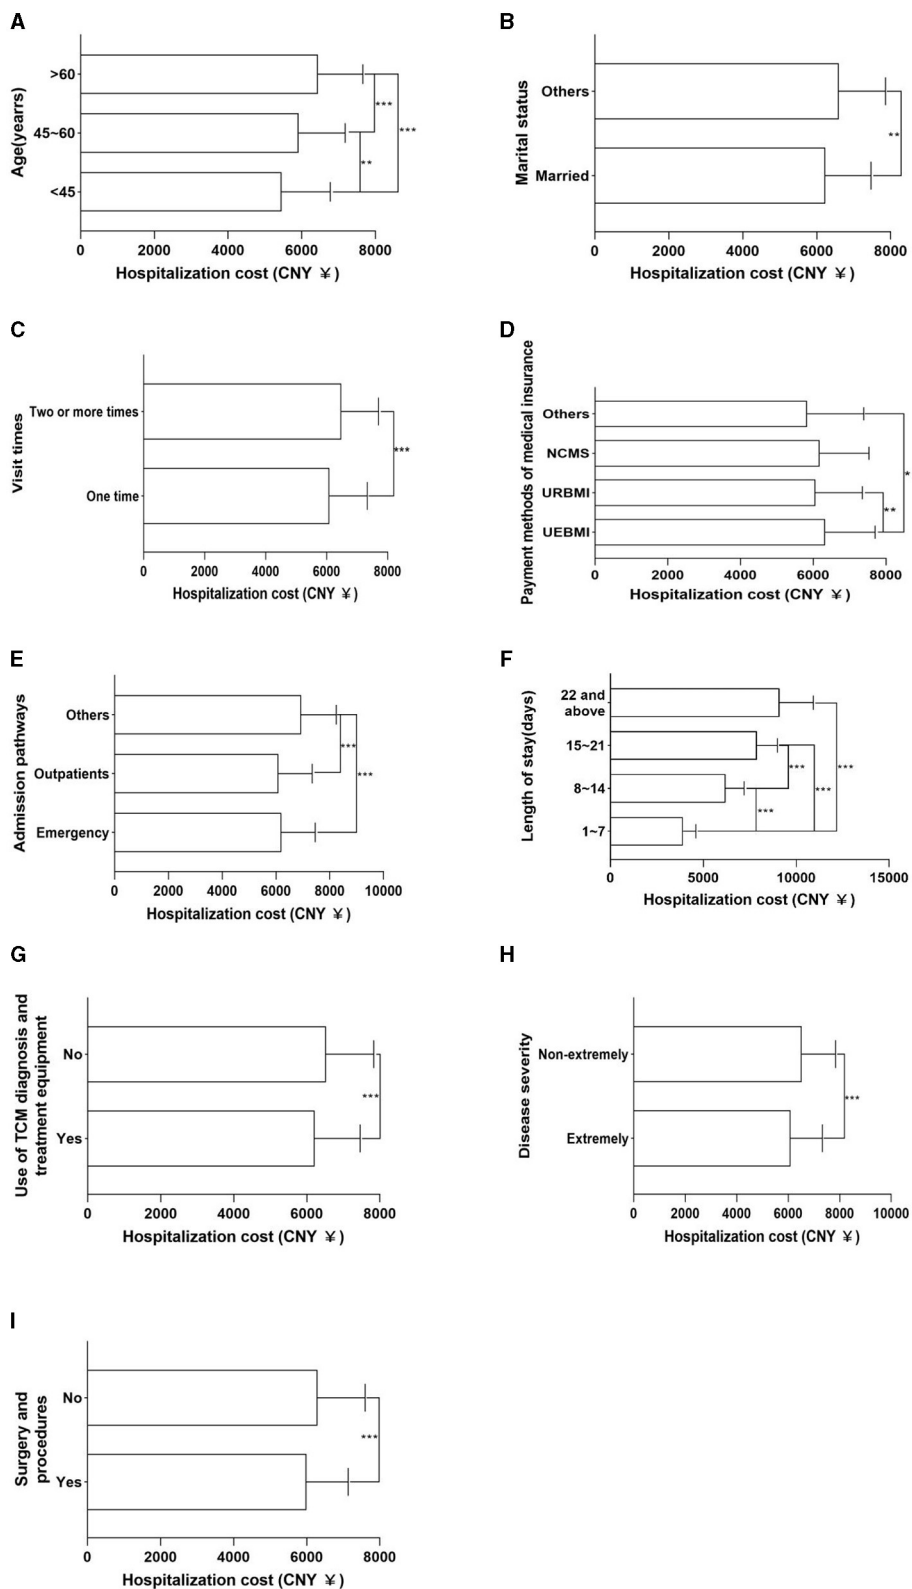 A
Age(yearrs)
>60
45~60
<45
***
***
**
0 2000 4000 6000 8000
Hospitalization cost (CNY ¥)
B
Marital status
Others
Married
**
0 2000 4000 6000 8000
Hospitalization cost (CNY ¥)
C
Visit times
Two or more times
One time
***
0 2000 4000 6000 8000
Hospitalization cost (CNY ¥)
D
Payment methods of medical insurance
Others
NCMS
URBMI
UEBMI
*
**
0 2000 4000 6000 8000
Hospitalization cost (CNY ¥)
E
Admission pathways
Others
Outpatients
Emergency
***
***
0 2000 4000 6000 8000 10000
Hospitalization cost (CNY ¥)
F
Length of stay(days)
22 and
above
15~21
8~14
1~7
***
***
***
***
0 5000 10000 15000
Hospitalization cost (CNY ¥)
G
Use of TCM diagnosis and
treatment equipment
No
Yes
***
0 2000 4000 6000 8000
Hospitalization cost (CNY ¥)
H
Disease severity
Non-extremely
Extremely
***
0 2000 4000 6000 8000 10000
Hospitalization cost (CNY ¥)
I
Surgery and
procedures
No
Yes
***
0 2000 4000 6000 8000
Hospitalization cost (CNY ¥)